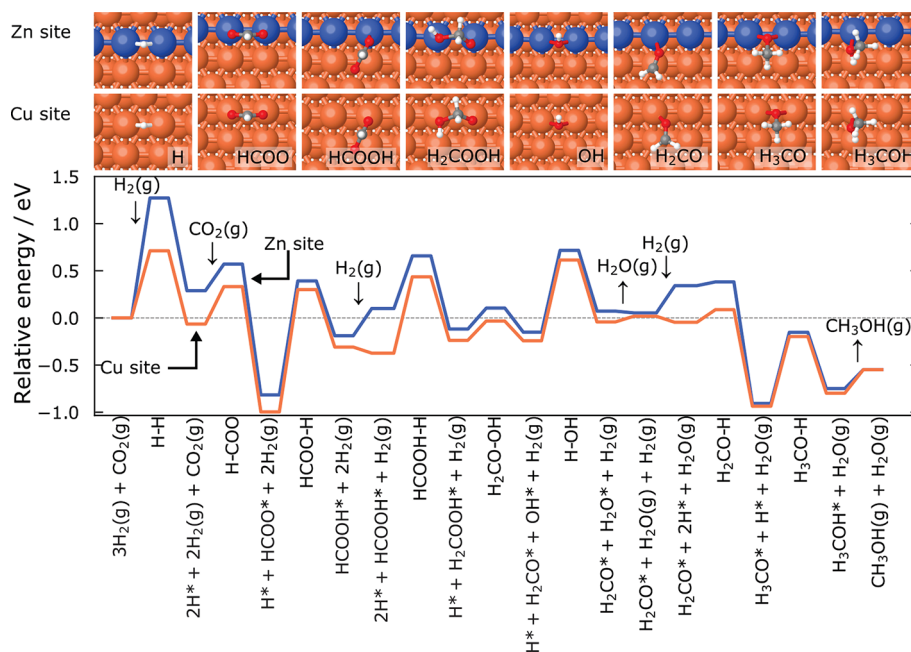 Zn site
Cu site
H
HCOO
HCOOH
H₂COOH
OH
H₂CO
H₃CO
H₃COH
Relative energy / eV
1.5
1.0
0.5
0.0
−0.5
−1.0
H₂(g)
CO₂(g)
Zn site
Cu site
H₂(g)
H₂O(g)
H₂(g)
CH₃OH(g)
3H₂(g) + CO₂(g)
H-H
2H* + 2H₂(g) + CO₂(g)
H-COO
H* + HCOO* + 2H₂(g)
HCOO-H
HCOOH* + 2H₂(g)
2H* + HCOOH* + H₂(g)
HCOOH-H
H* + H₂COOH* + H₂(g)
H₂CO-OH
H* + H₂CO* + OH* + H₂(g)
H-OH
H₂CO* + H₂O* + H₂(g)
H₂CO* + H₂O(g) + H₂(g)
H₂CO* + 2H* + H₂O(g)
H₂CO-H
H₃CO* + H* + H₂O(g)
H₃CO-H
H₃COH* + H₂O(g)
CH₃OH(g) + H₂O(g)